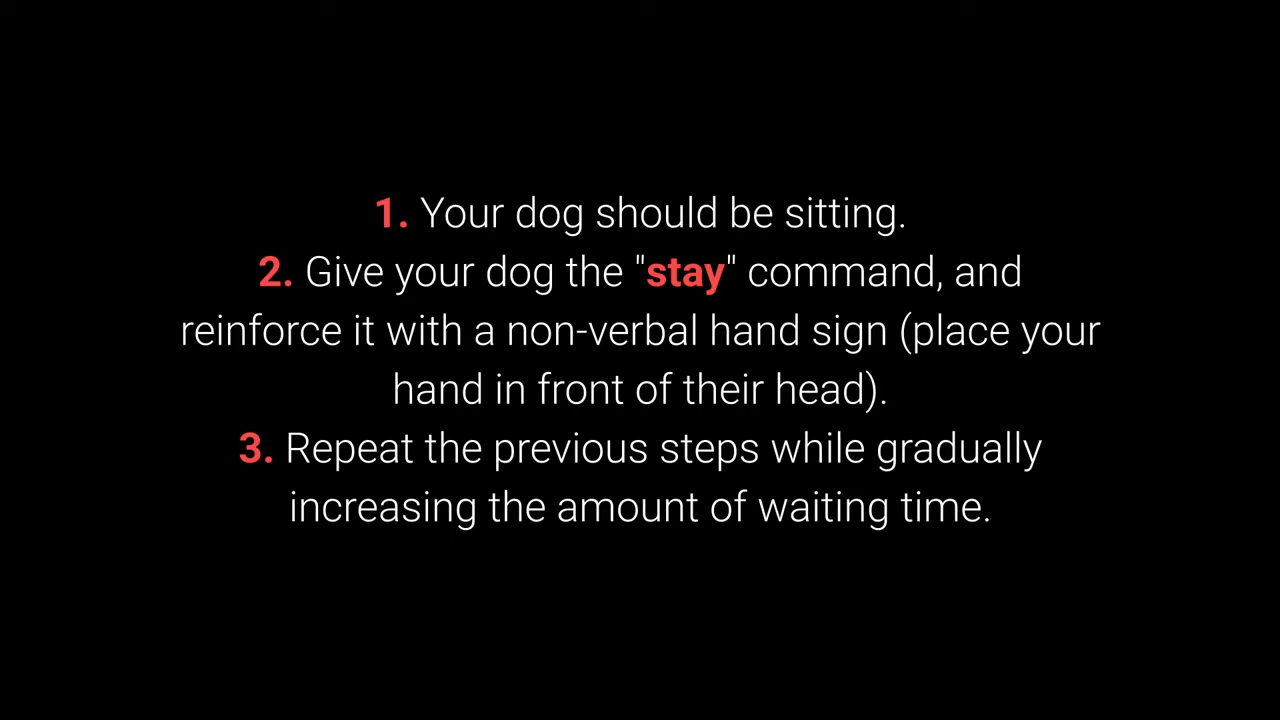 1. Your dog should be sitting.
2. Give your dog the "stay" command, and
reinforce it with a non-verbal hand sign (place your
hand in front of their head).
3. Repeat the previous steps while gradually
increasing the amount of waiting time.